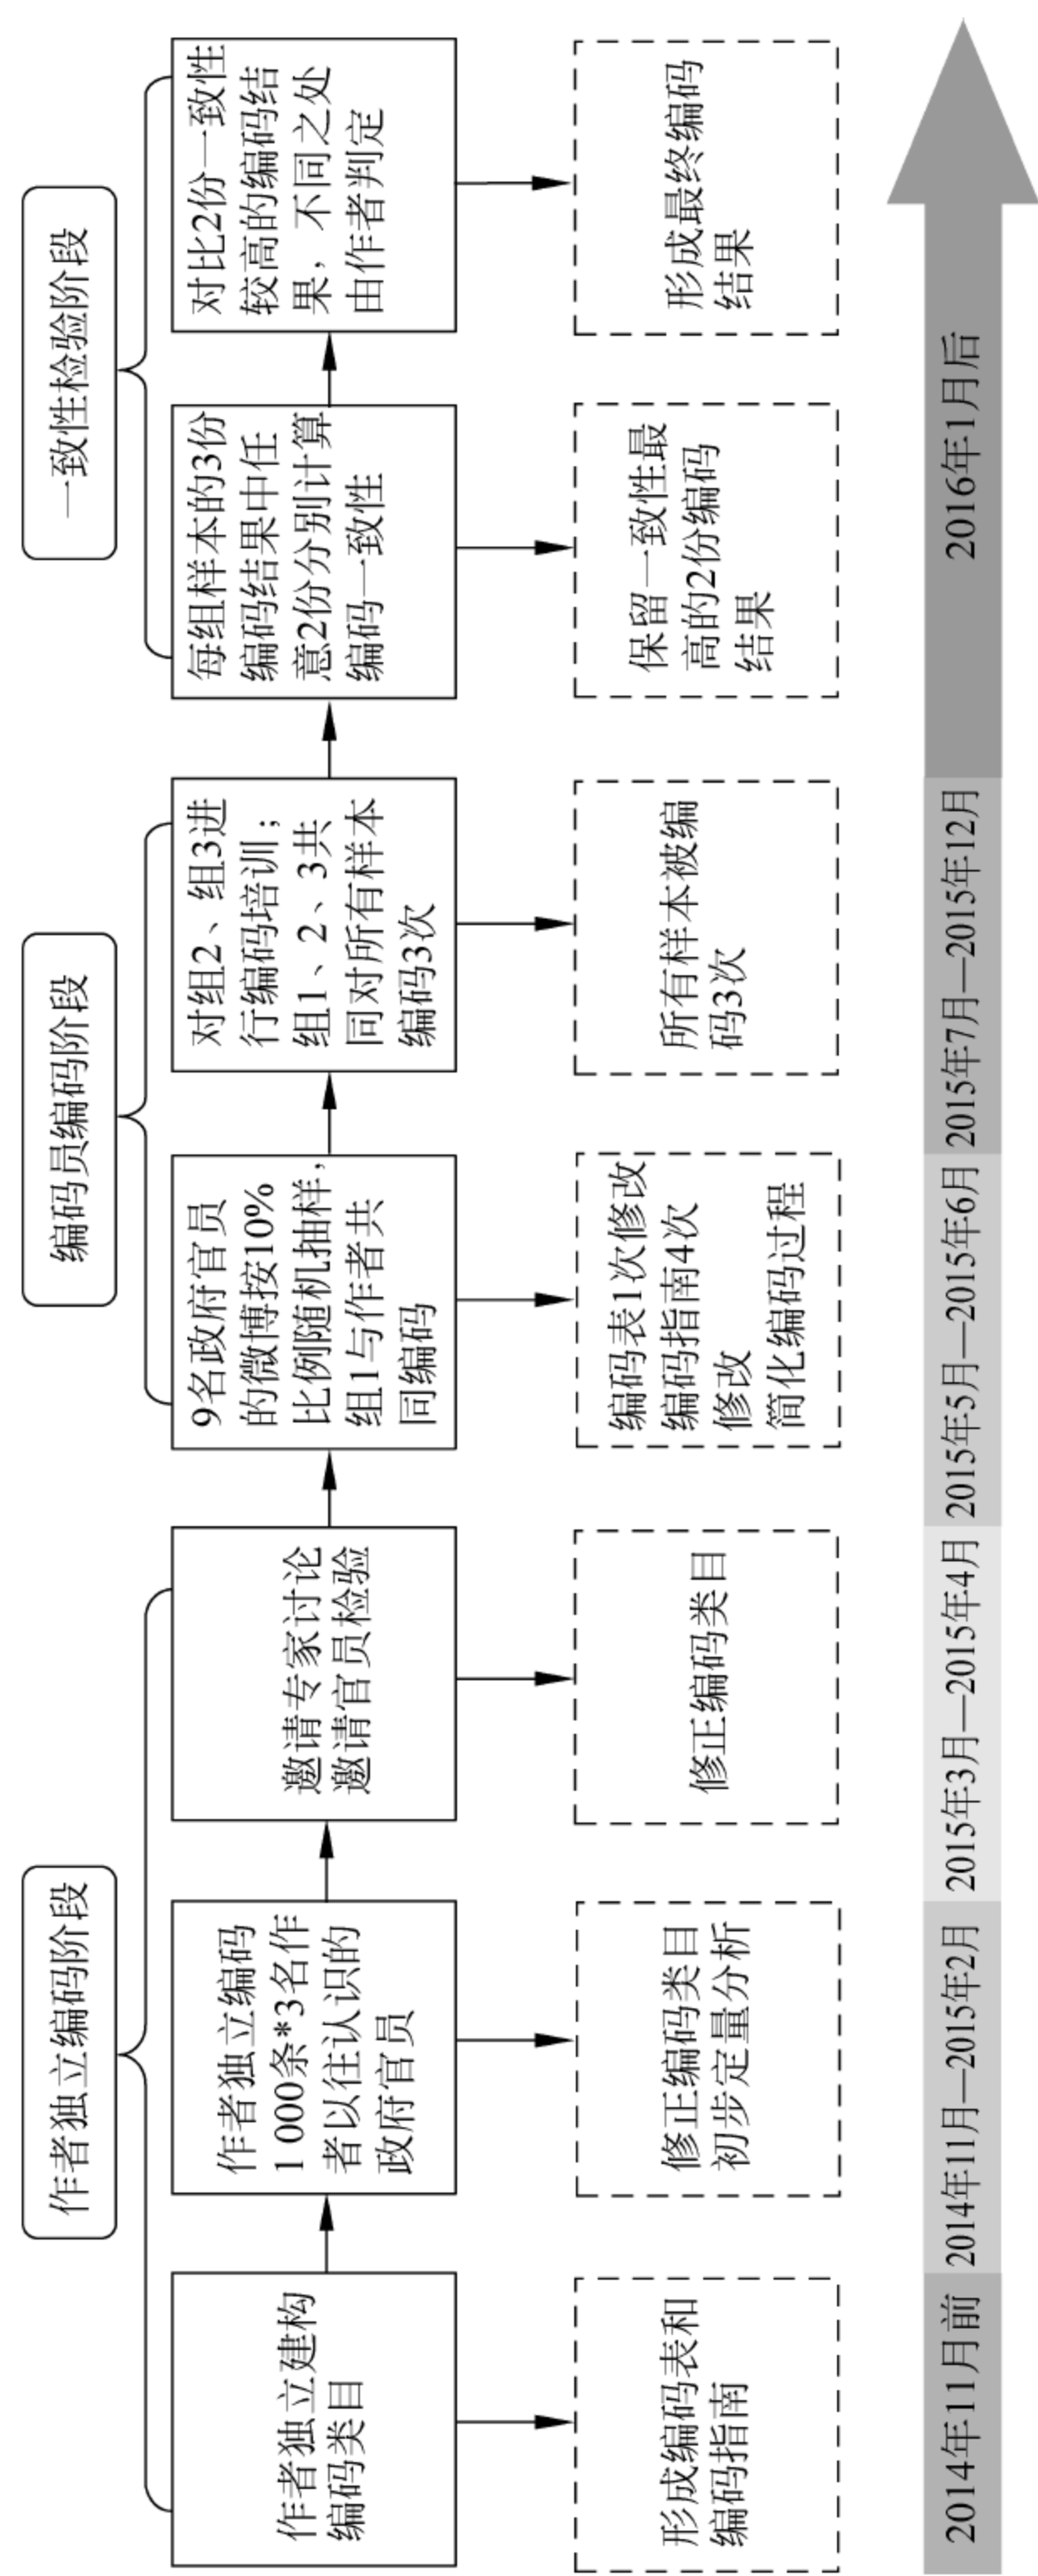 作者独立编码阶段
编码员编码阶段
一致性检验阶段
作者独立建构
编码类目
作者独立编码
1 000条*3名作
者以往认识的
政府官员
邀请专家讨论
邀请官员检验
9名政府官员
的微博按10%
比例随机抽样，
组1与作者共
同编码
对组2、组3进
行编码培训；
组1、2、3共
同对所有样本
编码3次
每组样本的3份
编码结果中任
意2份分别计算
编码一致性
对比2份一致性
较高的编码结
果，不同之处
由作者判定
形成编码表和
编码指南
修正编码类目
初步定量分析
修正编码类目
编码表1次修改
编码指南4次
修改
简化编码过程
所有样本被编
码3次
保留一致性最
高的2份编码
结果
形成最终编码
结果
2014年11月前
2014年11月—2015年2月
2015年3月—2015年4月
2015年5月—2015年6月
2015年7月—2015年12月
2016年1月后